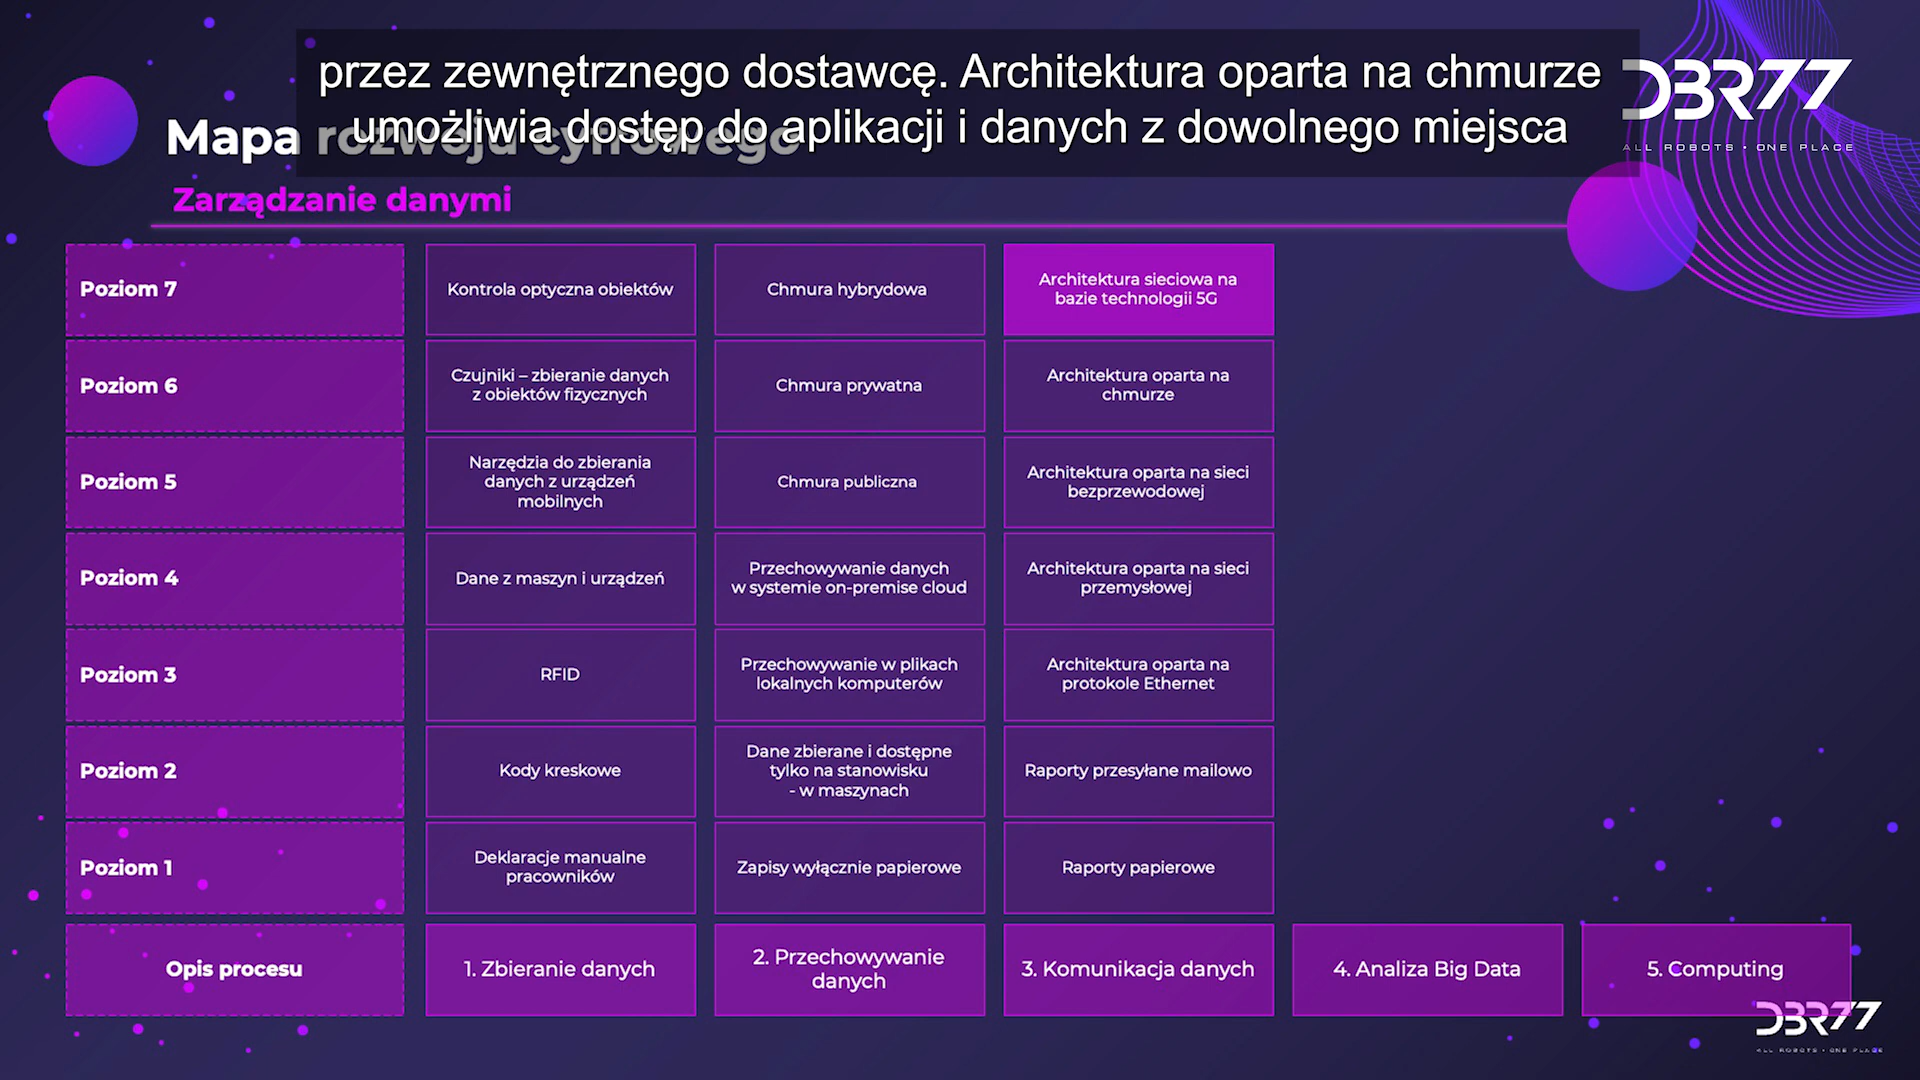 przez zewnętrznego dostawcę. Architektura oparta na chmurze
umożliwia dostęp do aplikacji i danych z dowolnego miejsca
DBR77
ALL ROBOTS • ONE PLACE
Mapa rozwoju cyfrowego
Zarządzanie danymi
Poziom 7
Kontrola optyczna obiektów
Chmura hybrydowa
Architektura sieciowa na
bazie technologii 5G
Poziom 6
Czujniki – zbieranie danych
z obiektów fizycznych
Chmura prywatna
Architektura oparta na
chmurze
Poziom 5
Narzędzia do zbierania
danych z urządzeń
mobilnych
Chmura publiczna
Architektura oparta na sieci
bezprzewodowej
Poziom 4
Dane z maszyn i urządzeń
Przechowywanie danych
w systemie on-premise cloud
Architektura oparta na sieci
przemysłowej
Poziom 3
RFID
Przechowywanie w plikach
lokalnych komputerów
Architektura oparta na
protokole Ethernet
Poziom 2
Kody kreskowe
Dane zbierane i dostępne
tylko na stanowisku
- w maszynach
Raporty przesyłane mailowo
Poziom 1
Deklaracje manualne
pracowników
Zapisy wyłącznie papierowe
Raporty papierowe
Opis procesu
1. Zbieranie danych
2. Przechowywanie
danych
3. Komunikacja danych
4. Analiza Big Data
5. Computing
DBR77
ALL ROBOTS • ONE PLACE